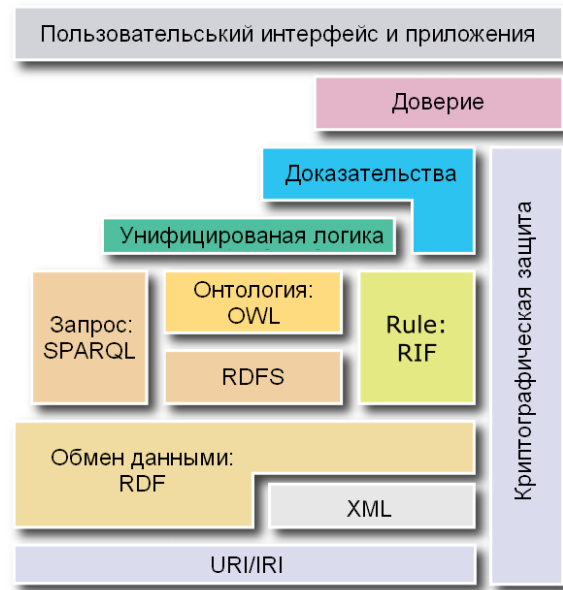 Пользовательський интерфейс и приложения
Доверие
Доказательства
Унифицированая логика
Запрос:
SPARQL
Онтология:
OWL
RDFS
Rule:
RIF
Обмен данными:
RDF
XML
URI/IRI
Криптографическая защита